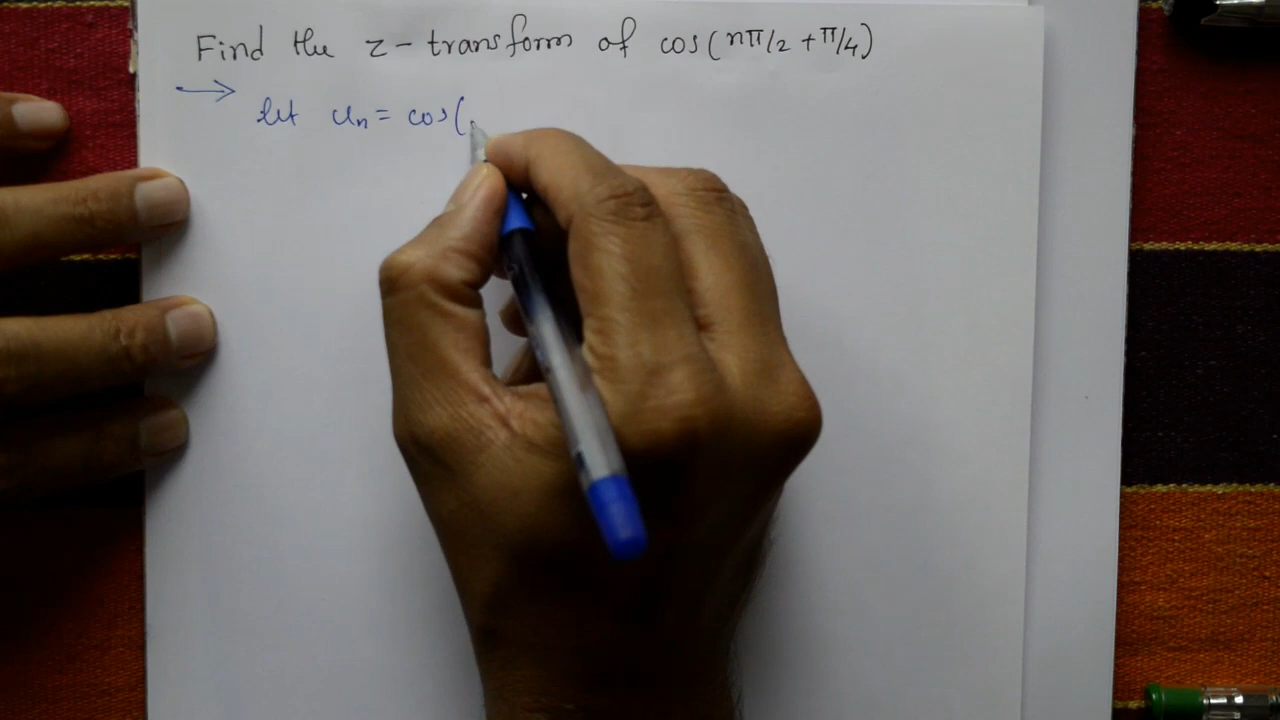 Find the z-transform of cos(nπ/2 + π/4)
→ let un = cos(